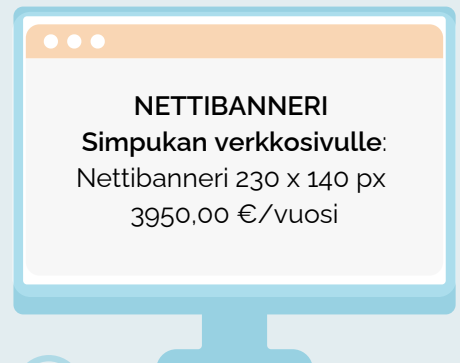 NETTIBANNERI
Simpukan verkkosivulle:
Nettibanneri 230 x 140 px
3950,00 €/vuosi